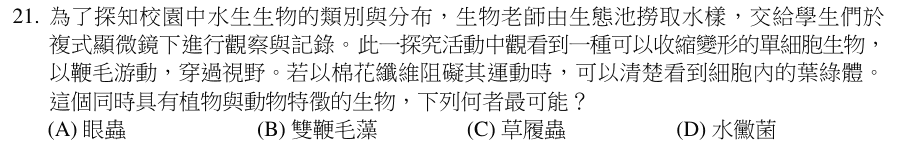 21. 為了探知校園中水生生物的類別與分布,生物老師由生態池撈取水樣,交給學生們於
複式顯微鏡下進行觀察與記錄。此一探究活動中觀看到一種可以收縮變形的單細胞生物,
以鞭毛游動,穿過視野。若以棉花纖維阻礙其運動時,可以清楚看到細胞內的葉綠體。
這個同時具有植物與動物特徵的生物,下列何者最可能?
(A) 眼蟲 (B) 雙鞭毛藻 (C) 草履蟲 (D) 水黴菌